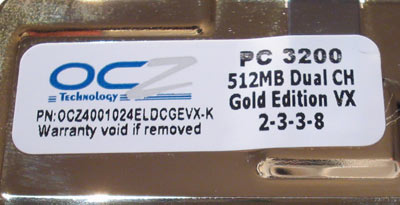 OCZ
Technology
PN:OCZ4001024ELDCGEVX-K
Warranty void if removed
PC 3200
512MB Dual CH
Gold Edition VX
2-3-3-8